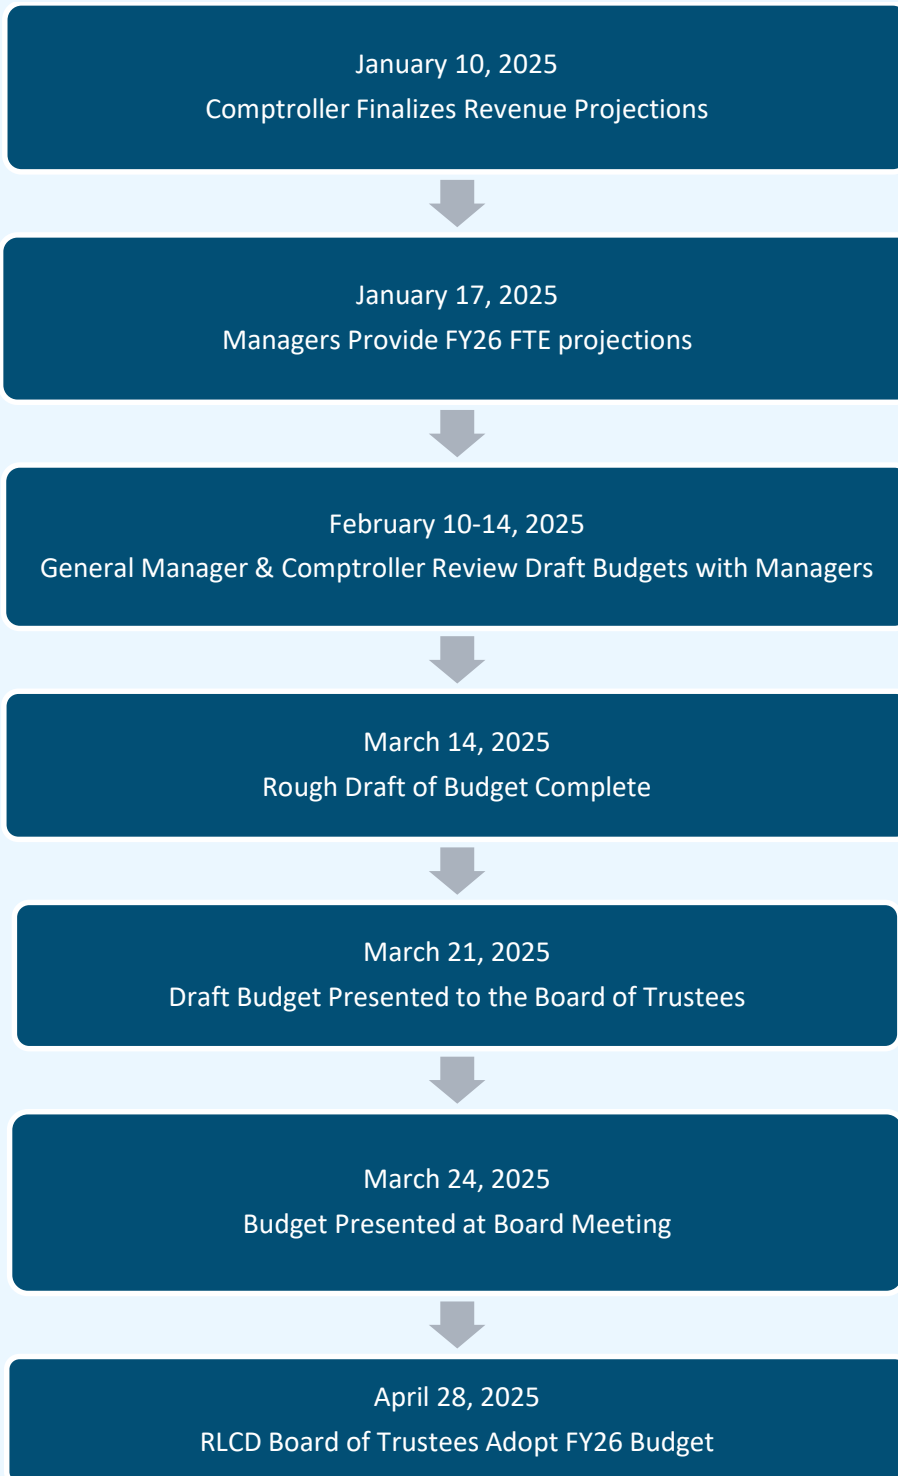 January 10, 2025
Comptroller Finalizes Revenue Projections
January 17, 2025
Managers Provide FY26 FTE projections
February 10-14, 2025
General Manager & Comptroller Review Draft Budgets with Managers
March 14, 2025
Rough Draft of Budget Complete
March 21, 2025
Draft Budget Presented to the Board of Trustees
March 24, 2025
Budget Presented at Board Meeting
April 28, 2025
RLCD Board of Trustees Adopt FY26 Budget